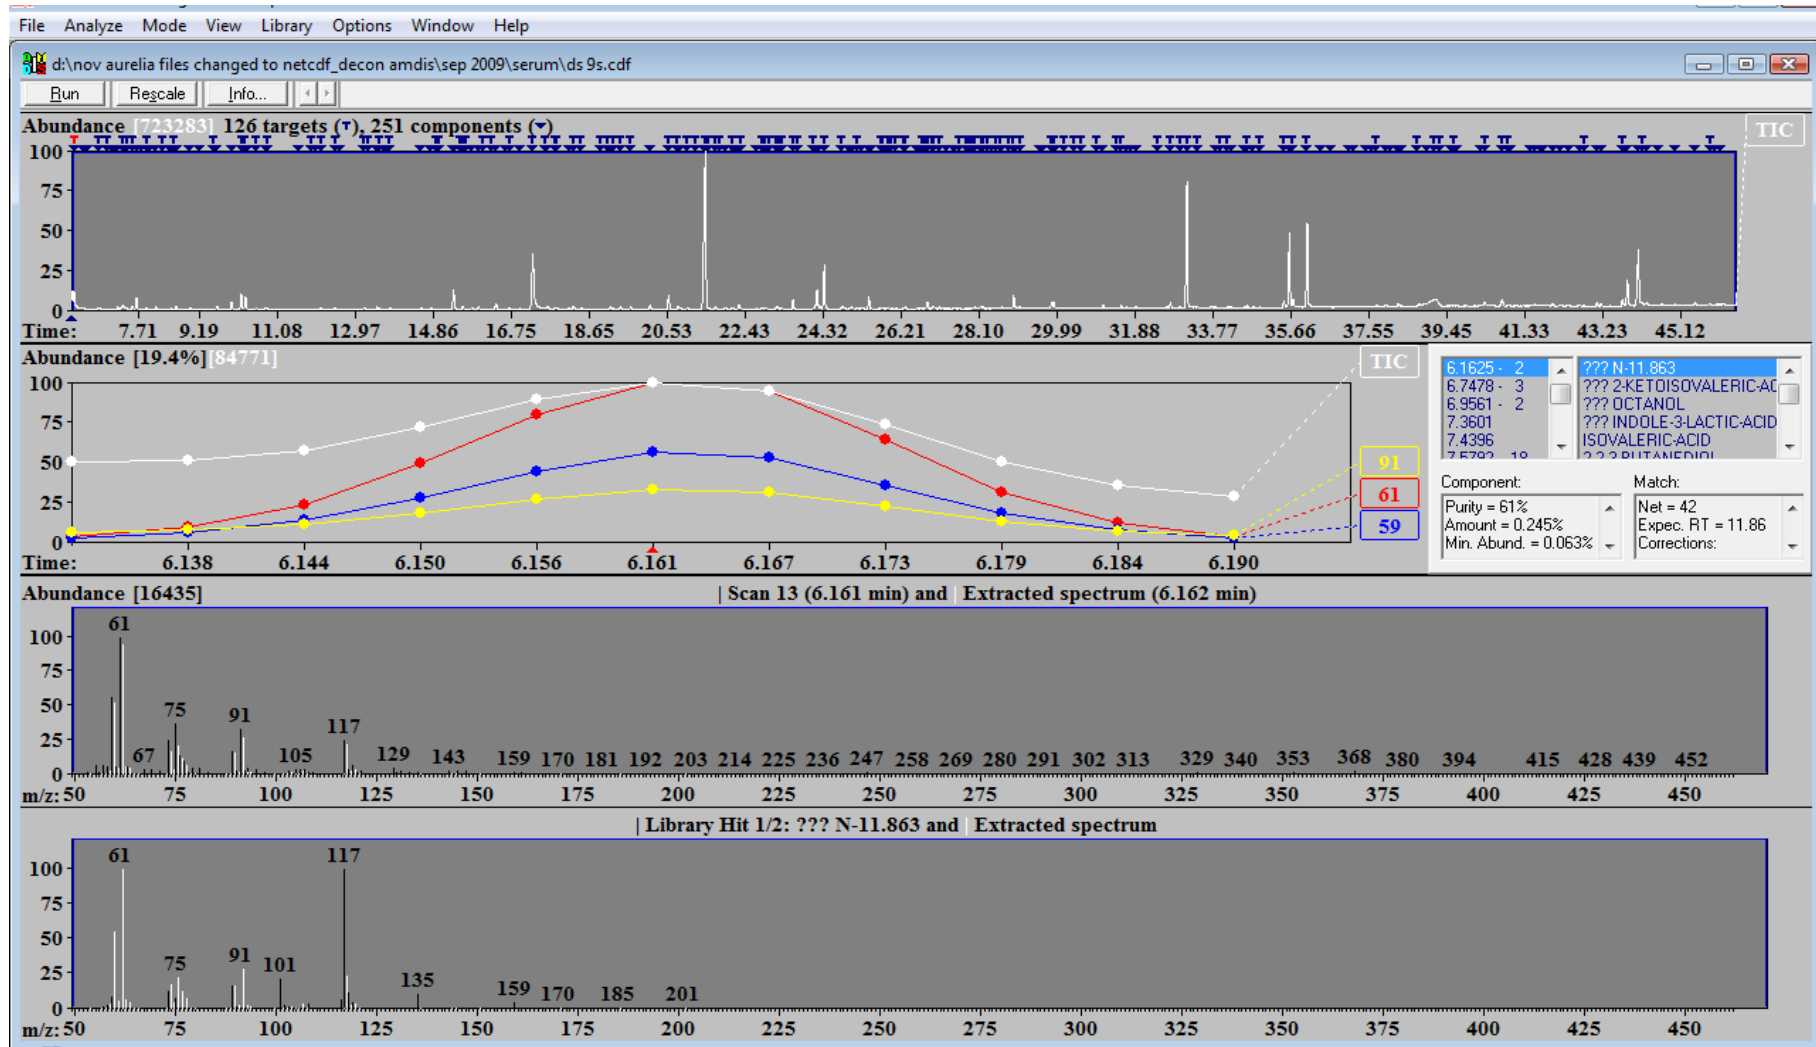 File Analyze Mode View Library Options Window Help
d:\nov aurelia files changed to netcdf_decon amdis\sep 2009\serum\ds 9s.cdf
Run Rescale Info...
Abundance [723283] 126 targets (T), 251 components (▾)
TIC
100
75
50
25
0
Time: 7.71 9.19 11.08 12.97 14.86 16.75 18.65 20.53 22.43 24.32 26.21 28.10 29.99 31.88 33.77 35.66 37.55 39.45 41.33 43.23 45.12
Abundance [19.4%][84771]
TIC
100
75
50
25
0
91
61
59
Time: 6.138 6.144 6.150 6.156 6.161 6.167 6.173 6.179 6.184 6.190
6.1625 - 2 ??? N-11.863
6.7478 - 3 ??? 2-KETOISOVALERIC-AC
6.9561 - 2 ??? OCTANOL
7.3601 ??? INDOLE-3-LACTIC-ACID
7.4396 ISOVALERIC-ACID
Component: Match:
Purity = 61% Net = 42
Amount = 0.245% Expec. RT = 11.86
Min. Abund. = 0.063% Corrections:
Abundance [16435] | Scan 13 (6.161 min) and | Extracted spectrum (6.162 min)
100
75
50
25
0
61
67 75 91 105 117 129 143 159 170 181 192 203 214 225 236 247 258 269 280 291 302 313 329 340 353 368 380 394 415 428 439 452
m/z: 50 75 100 125 150 175 200 225 250 275 300 325 350 375 400 425 450
| Library Hit 1/2: ??? N-11.863 and | Extracted spectrum
100
75
50
25
0
61 117
75 91 101 135 159 170 185 201
m/z: 50 75 100 125 150 175 200 225 250 275 300 325 350 375 400 425 450